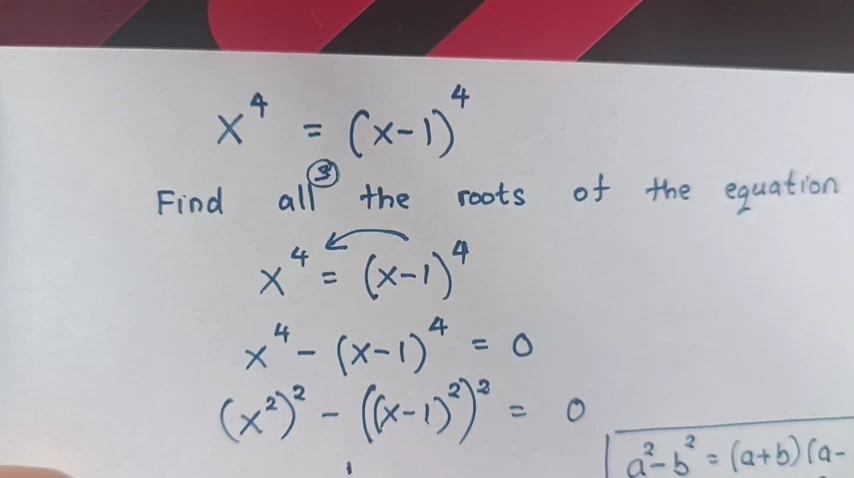 x⁴ = (x-1)⁴
Find all ③ the roots of the equation
x⁴ = (x-1)⁴
x⁴ - (x-1)⁴ = 0
(x²)² - ((x-1)²)² = 0
a²-b² = (a+b)(a-